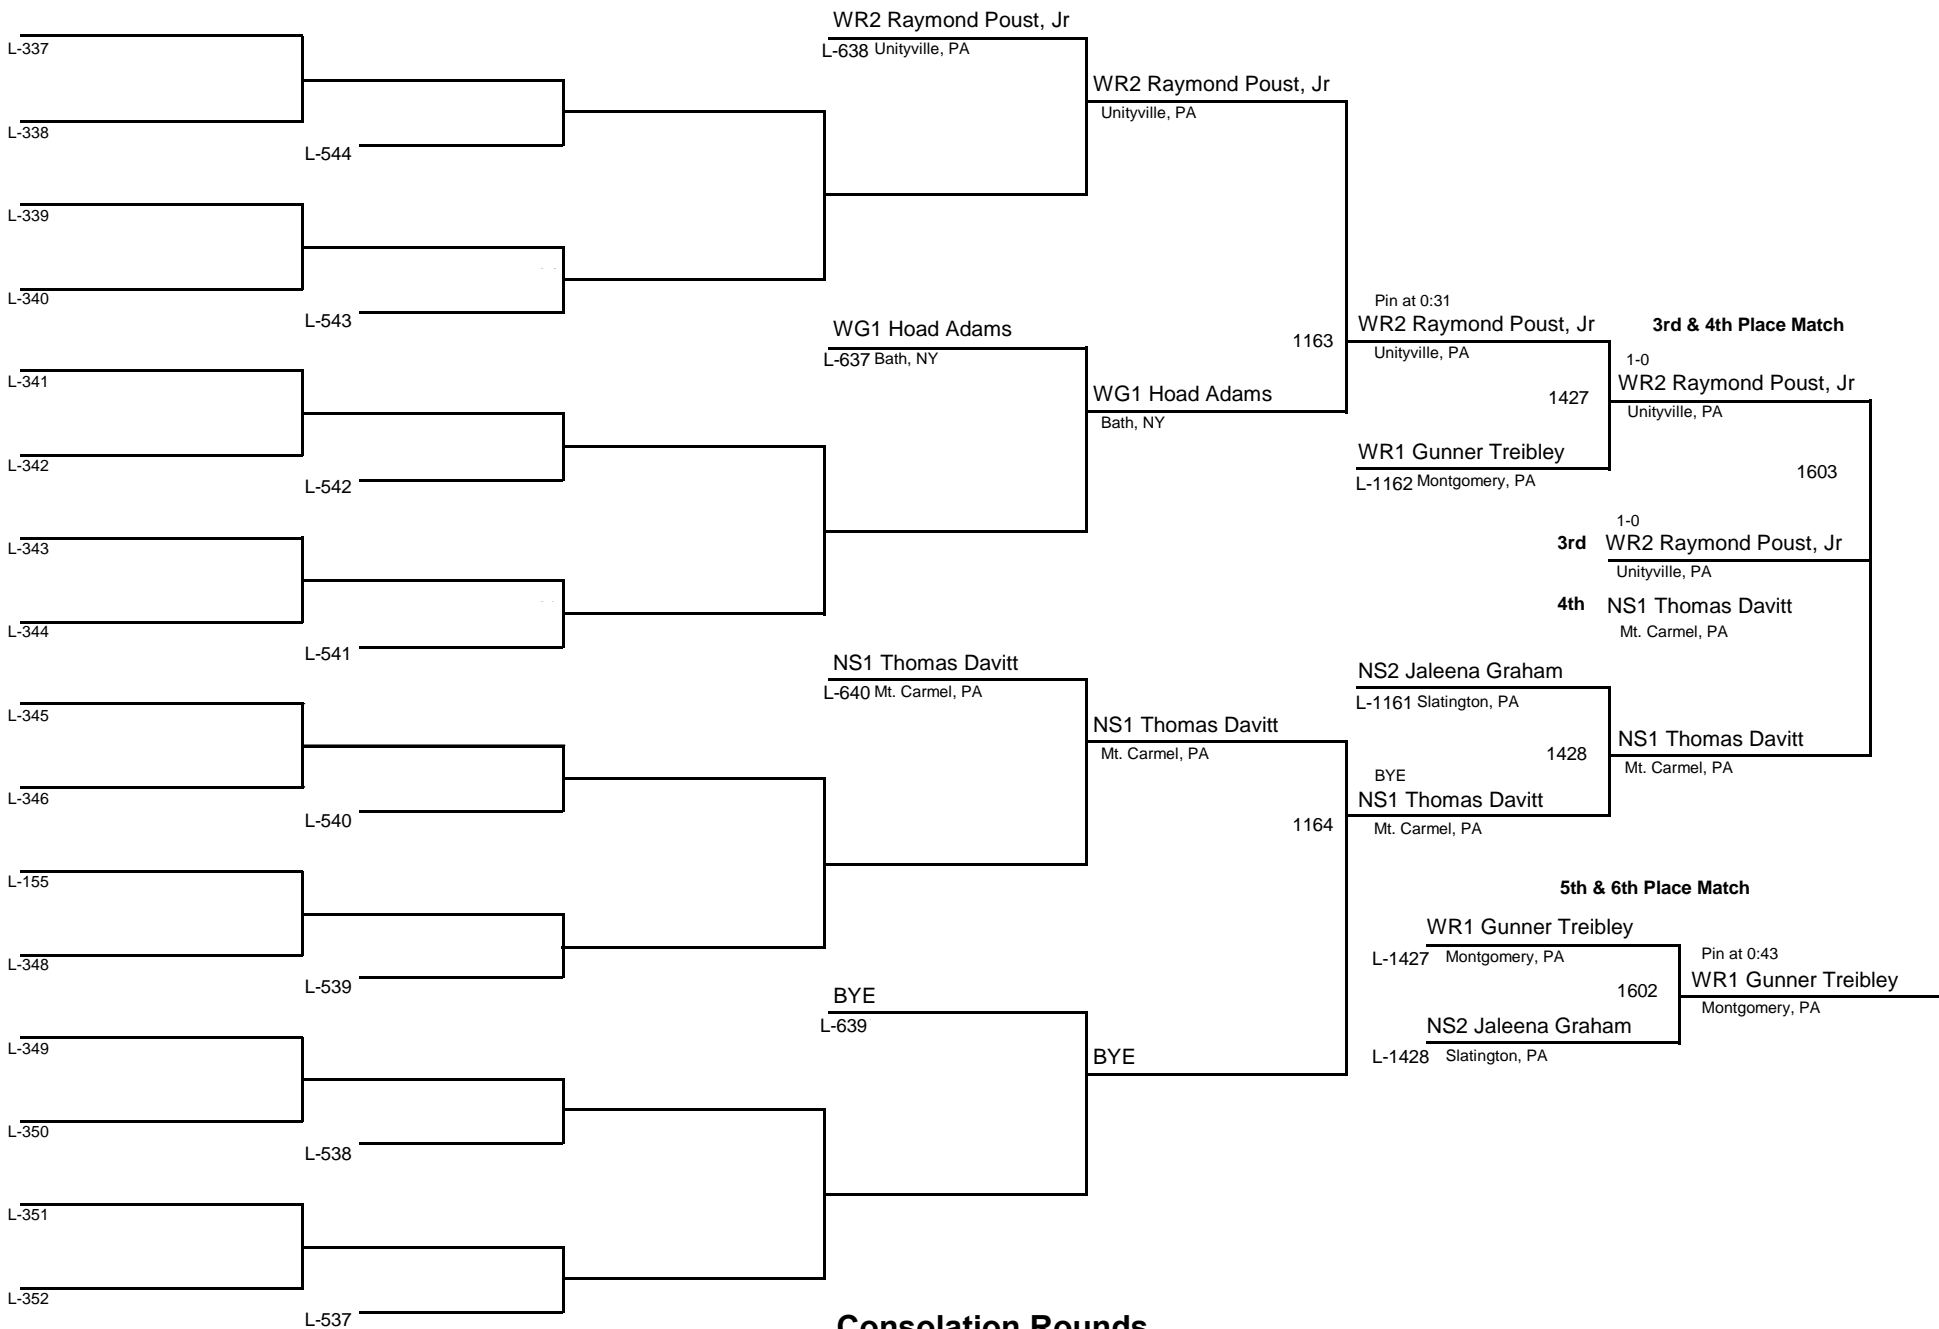 L-337
L-338
L-544
L-339
L-340
L-543
L-341
L-342
L-542
L-343
L-344
L-541
L-345
L-346
L-540
L-155
L-348
L-539
L-349
L-350
L-538
L-351
L-352
L-537
WR2 Raymond Poust, Jr
L-638 Unityville, PA
WG1 Hoad Adams
L-637 Bath, NY
NS1 Thomas Davitt
L-640 Mt. Carmel, PA
BYE
L-639
WR2 Raymond Poust, Jr
Unityville, PA
WG1 Hoad Adams
Bath, NY
NS1 Thomas Davitt
Mt. Carmel, PA
BYE
1163
1164
Pin at 0:31
WR2 Raymond Poust, Jr
Unityville, PA
1427
WR1 Gunner Treibley
L-1162 Montgomery, PA
3rd & 4th Place Match
1-0
WR2 Raymond Poust, Jr
Unityville, PA
1603
1-0
3rd WR2 Raymond Poust, Jr
Unityville, PA
4th NS1 Thomas Davitt
Mt. Carmel, PA
NS2 Jaleena Graham
L-1161 Slatington, PA
1428
BYE
NS1 Thomas Davitt
Mt. Carmel, PA
NS1 Thomas Davitt
Mt. Carmel, PA
5th & 6th Place Match
WR1 Gunner Treibley
L-1427 Montgomery, PA
1602
NS2 Jaleena Graham
L-1428 Slatington, PA
Pin at 0:43
WR1 Gunner Treibley
Montgomery, PA
Consolation Rounds